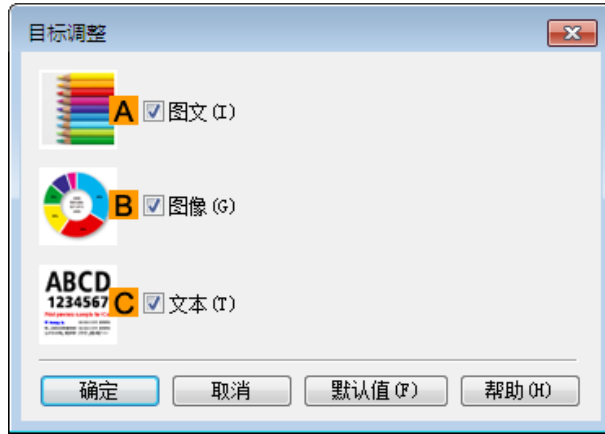 目标调整
A 图文(I)
B 图像(G)
ABCD
1234567
C 文本(T)
确定 取消 默认值(F) 帮助(H)